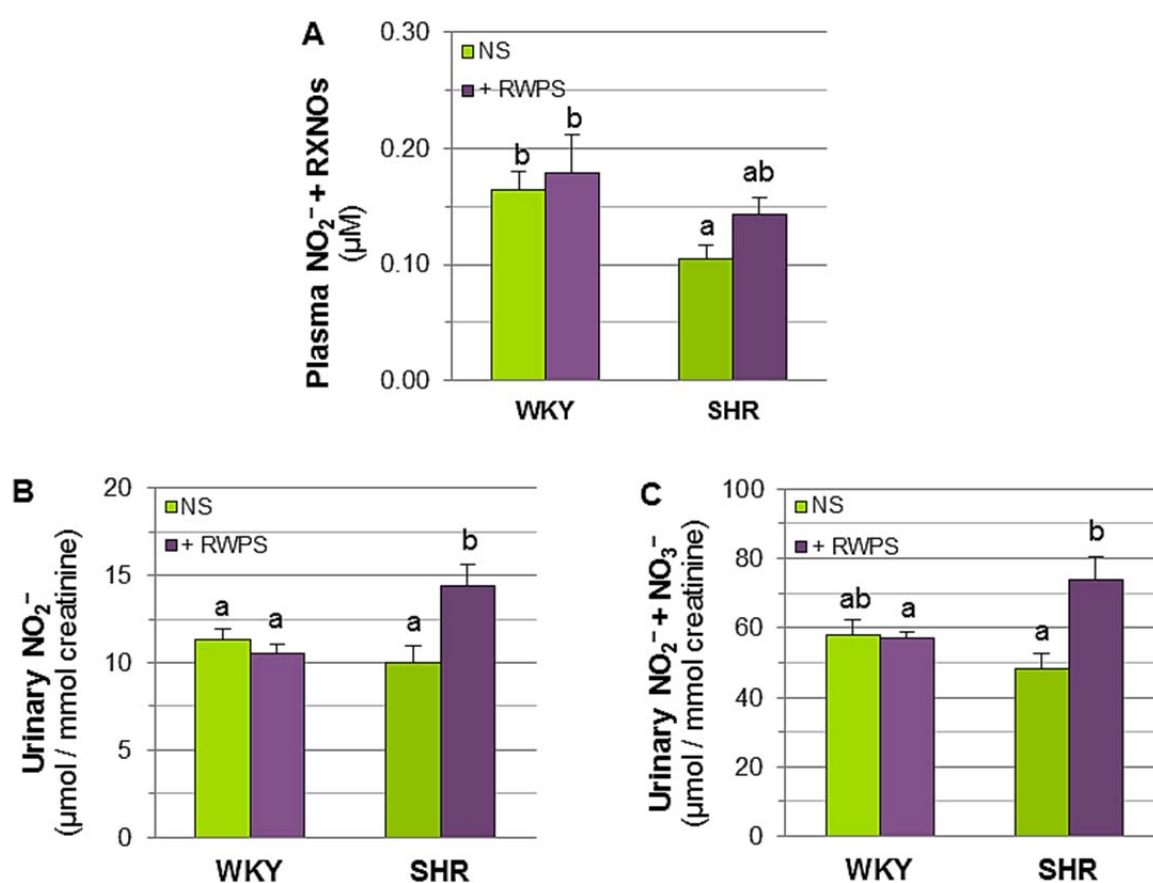 A
Plasma NO₂⁻ + RXNOs
(µM)
0.30
0.20
0.10
0.00
NS
+ RWPS
b
b
a
ab
WKY
SHR
B
Urinary NO₂⁻
(µmol / mmol creatinine)
20
15
10
5
0
NS
+ RWPS
a
a
a
b
WKY
SHR
C
Urinary NO₂⁻ + NO₃⁻
(µmol / mmol creatinine)
100
80
60
40
20
0
NS
+ RWPS
ab
a
a
b
WKY
SHR